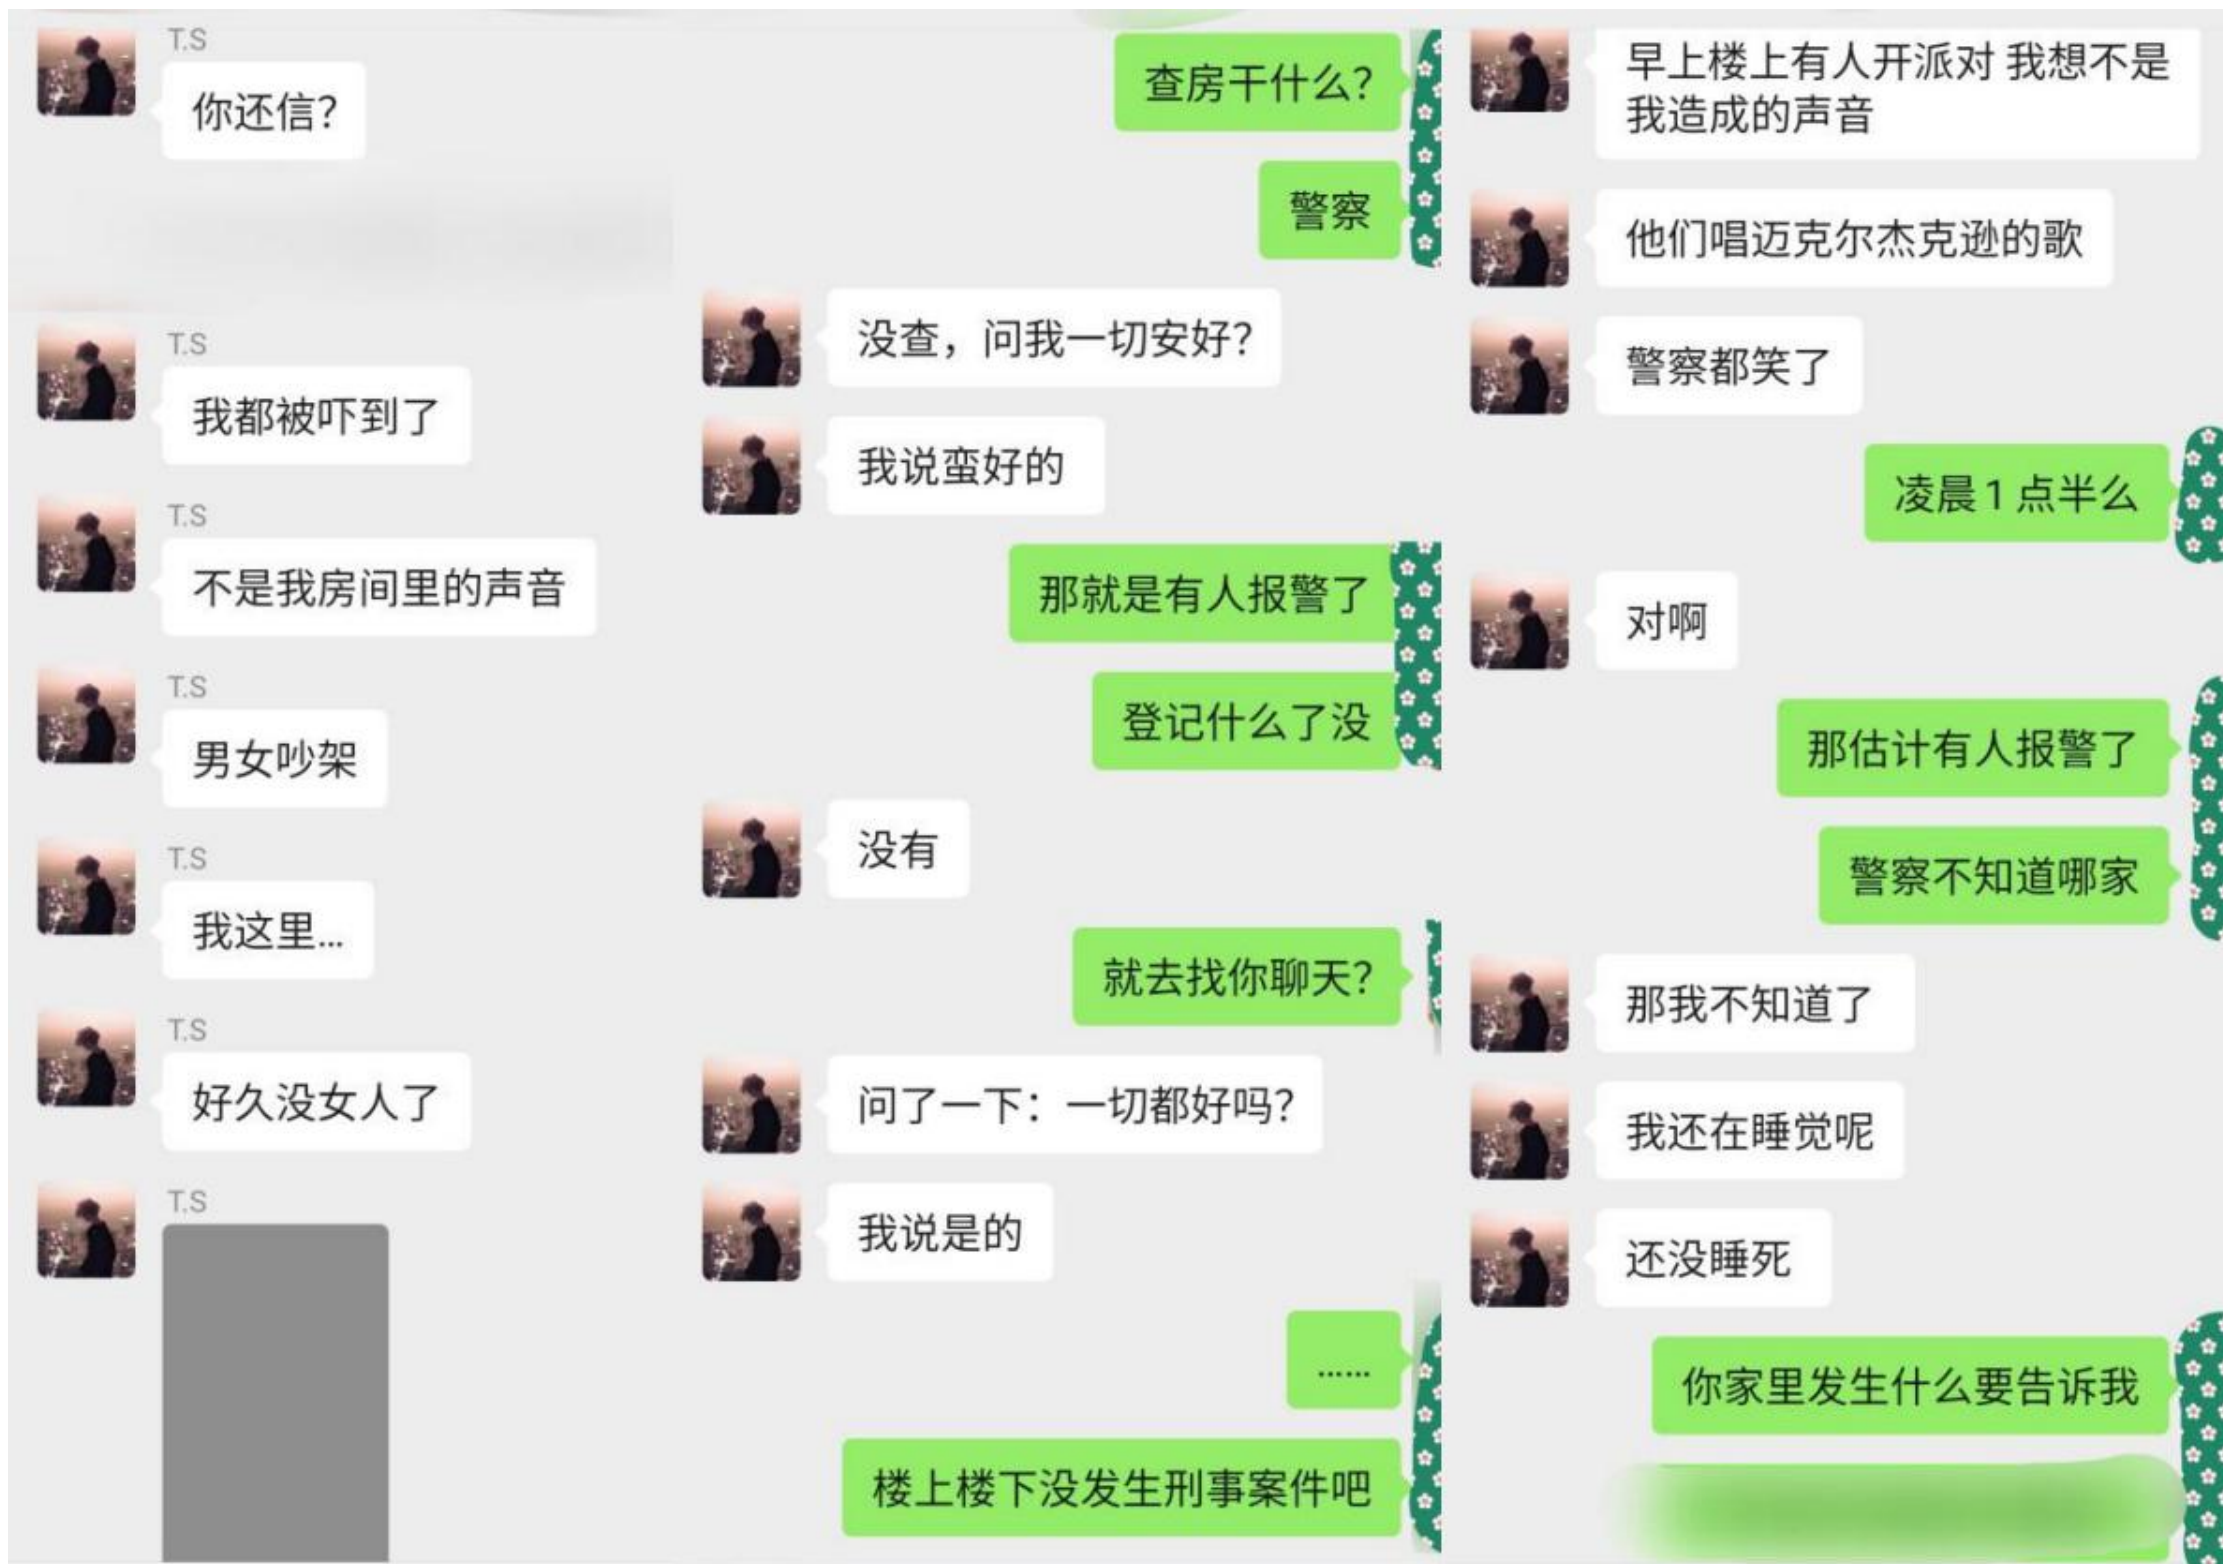 T.S
你还信？
T.S
我都被吓到了
T.S
不是我房间里的声音
T.S
男女吵架
T.S
我这里...
T.S
好久没女人了
T.S
查房干什么？
警察
没查，问我一切安好？
我说蛮好的
那就是有人报警了
登记什么了没
没有
就去找你聊天？
问了一下：一切都好吗？
我说是的
......
楼上楼下没发生刑事案件吧
早上楼上有人开派对 我想不是
我造成的声音
他们唱迈克尔杰克逊的歌
警察都笑了
凌晨1点半么
对啊
那估计有人报警了
警察不知道哪家
那我不知道了
我还在睡觉呢
还没睡死
你家里发生什么要告诉我